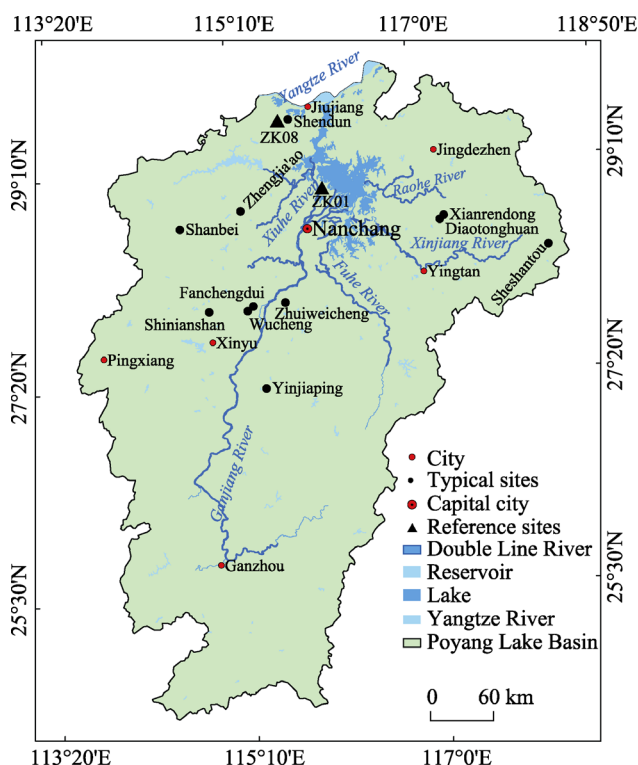 113°20'E
115°10'E
117°0'E
118°50'E
Yangtze River
Jiujiang
Shendun
ZK08
Jingdezhen
29°10'N
29°10'N
Zhengjia'ao
Raohe River
ZK01
Xiuhe River
Xianrendong
Diaotonghuan
Shanbei
Nanchang
Xinjiang River
Yingtan
Sheshantou
Fuhe River
Fanchengdui
Zhuiweicheng
Shinianshan
Wucheng
Xinyu
Pingxiang
27°20'N
27°20'N
Yinjiaping
Ganjiang River
Ganzhou
25°30'N
25°30'N
City
Typical sites
Capital city
Reference sites
Double Line River
Reservoir
Lake
Yangtze River
Poyang Lake Basin
0 60 km
113°20'E
115°10'E
117°0'E